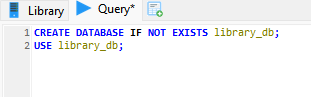 Library Query*
1 CREATE DATABASE IF NOT EXISTS library_db;
2 USE library_db;